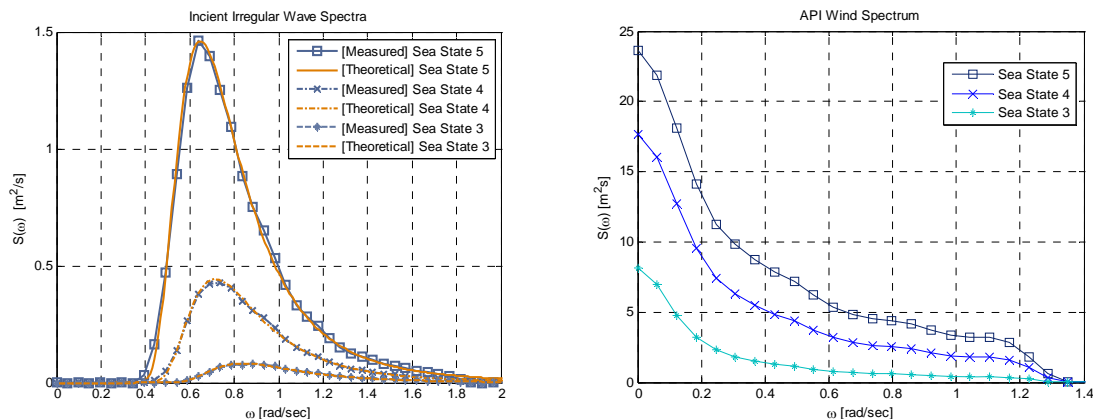 Incient Irregular Wave Spectra
1.5
1
0.5
0
S(ω) [m²/s]
0 0.2 0.4 0.6 0.8 1 1.2 1.4 1.6 1.8 2
ω [rad/sec]
[Measured] Sea State 5
[Theoretical] Sea State 5
[Measured] Sea State 4
[Theoretical] Sea State 4
[Measured] Sea State 3
[Theoretical] Sea State 3
API Wind Spectrum
25
20
15
10
5
0
S(ω) [m²s]
0 0.2 0.4 0.6 0.8 1 1.2 1.4
ω [rad/sec]
Sea State 5
Sea State 4
Sea State 3